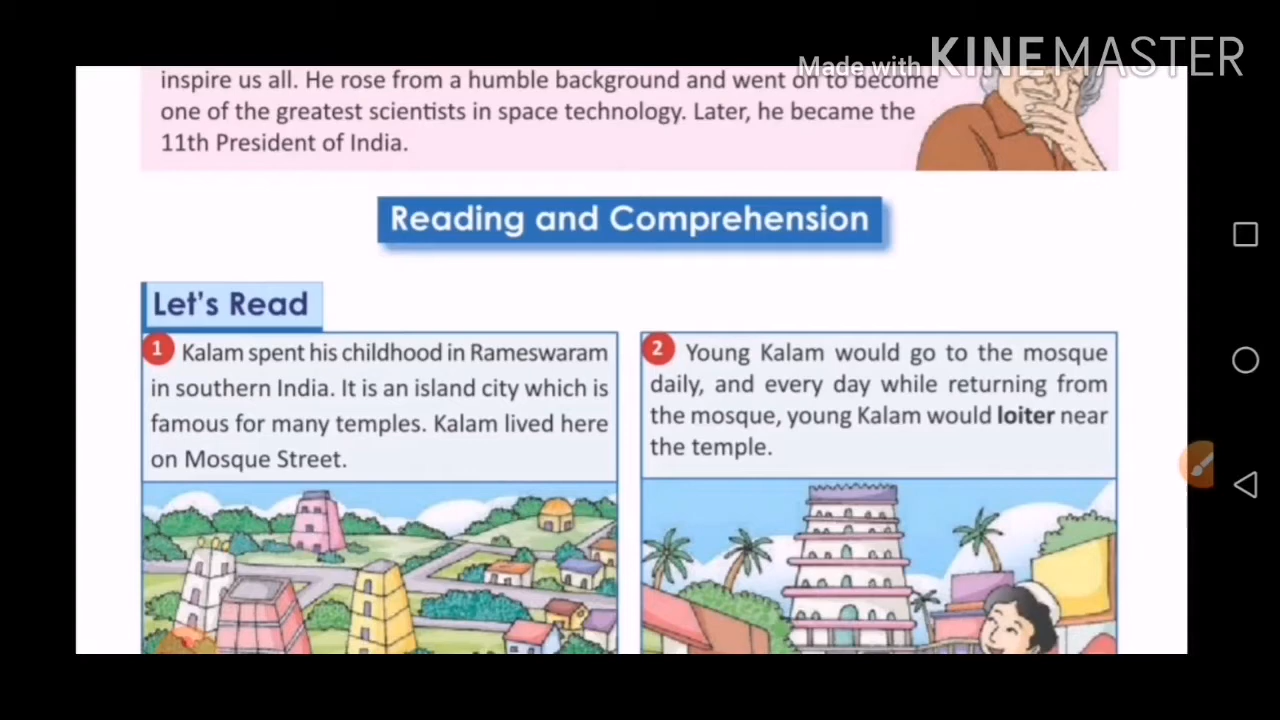 Made with KINEMASTER
inspire us all. He rose from a humble background and went on to become
one of the greatest scientists in space technology. Later, he became the
11th President of India.
Reading and Comprehension
Let's Read
1 Kalam spent his childhood in Rameswaram
in southern India. It is an island city which is
famous for many temples. Kalam lived here
on Mosque Street.
2 Young Kalam would go to the mosque
daily, and every day while returning from
the mosque, young Kalam would loiter near
the temple.